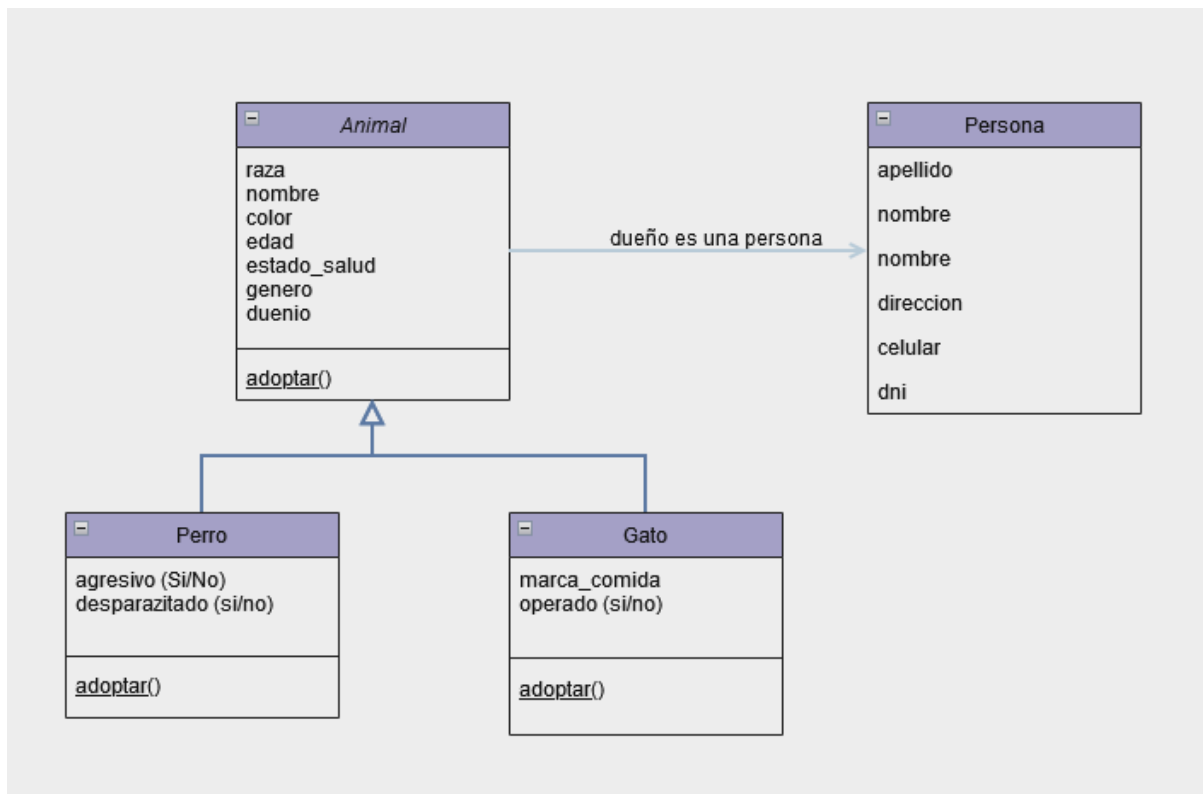 Animal
raza
nombre
color
edad
estado_salud
genero
duenio
adoptar()
dueño es una persona
Persona
apellido
nombre
nombre
direccion
celular
dni
Perro
agresivo (Si/No)
desparazitado (si/no)
adoptar()
Gato
marca_comida
operado (si/no)
adoptar()